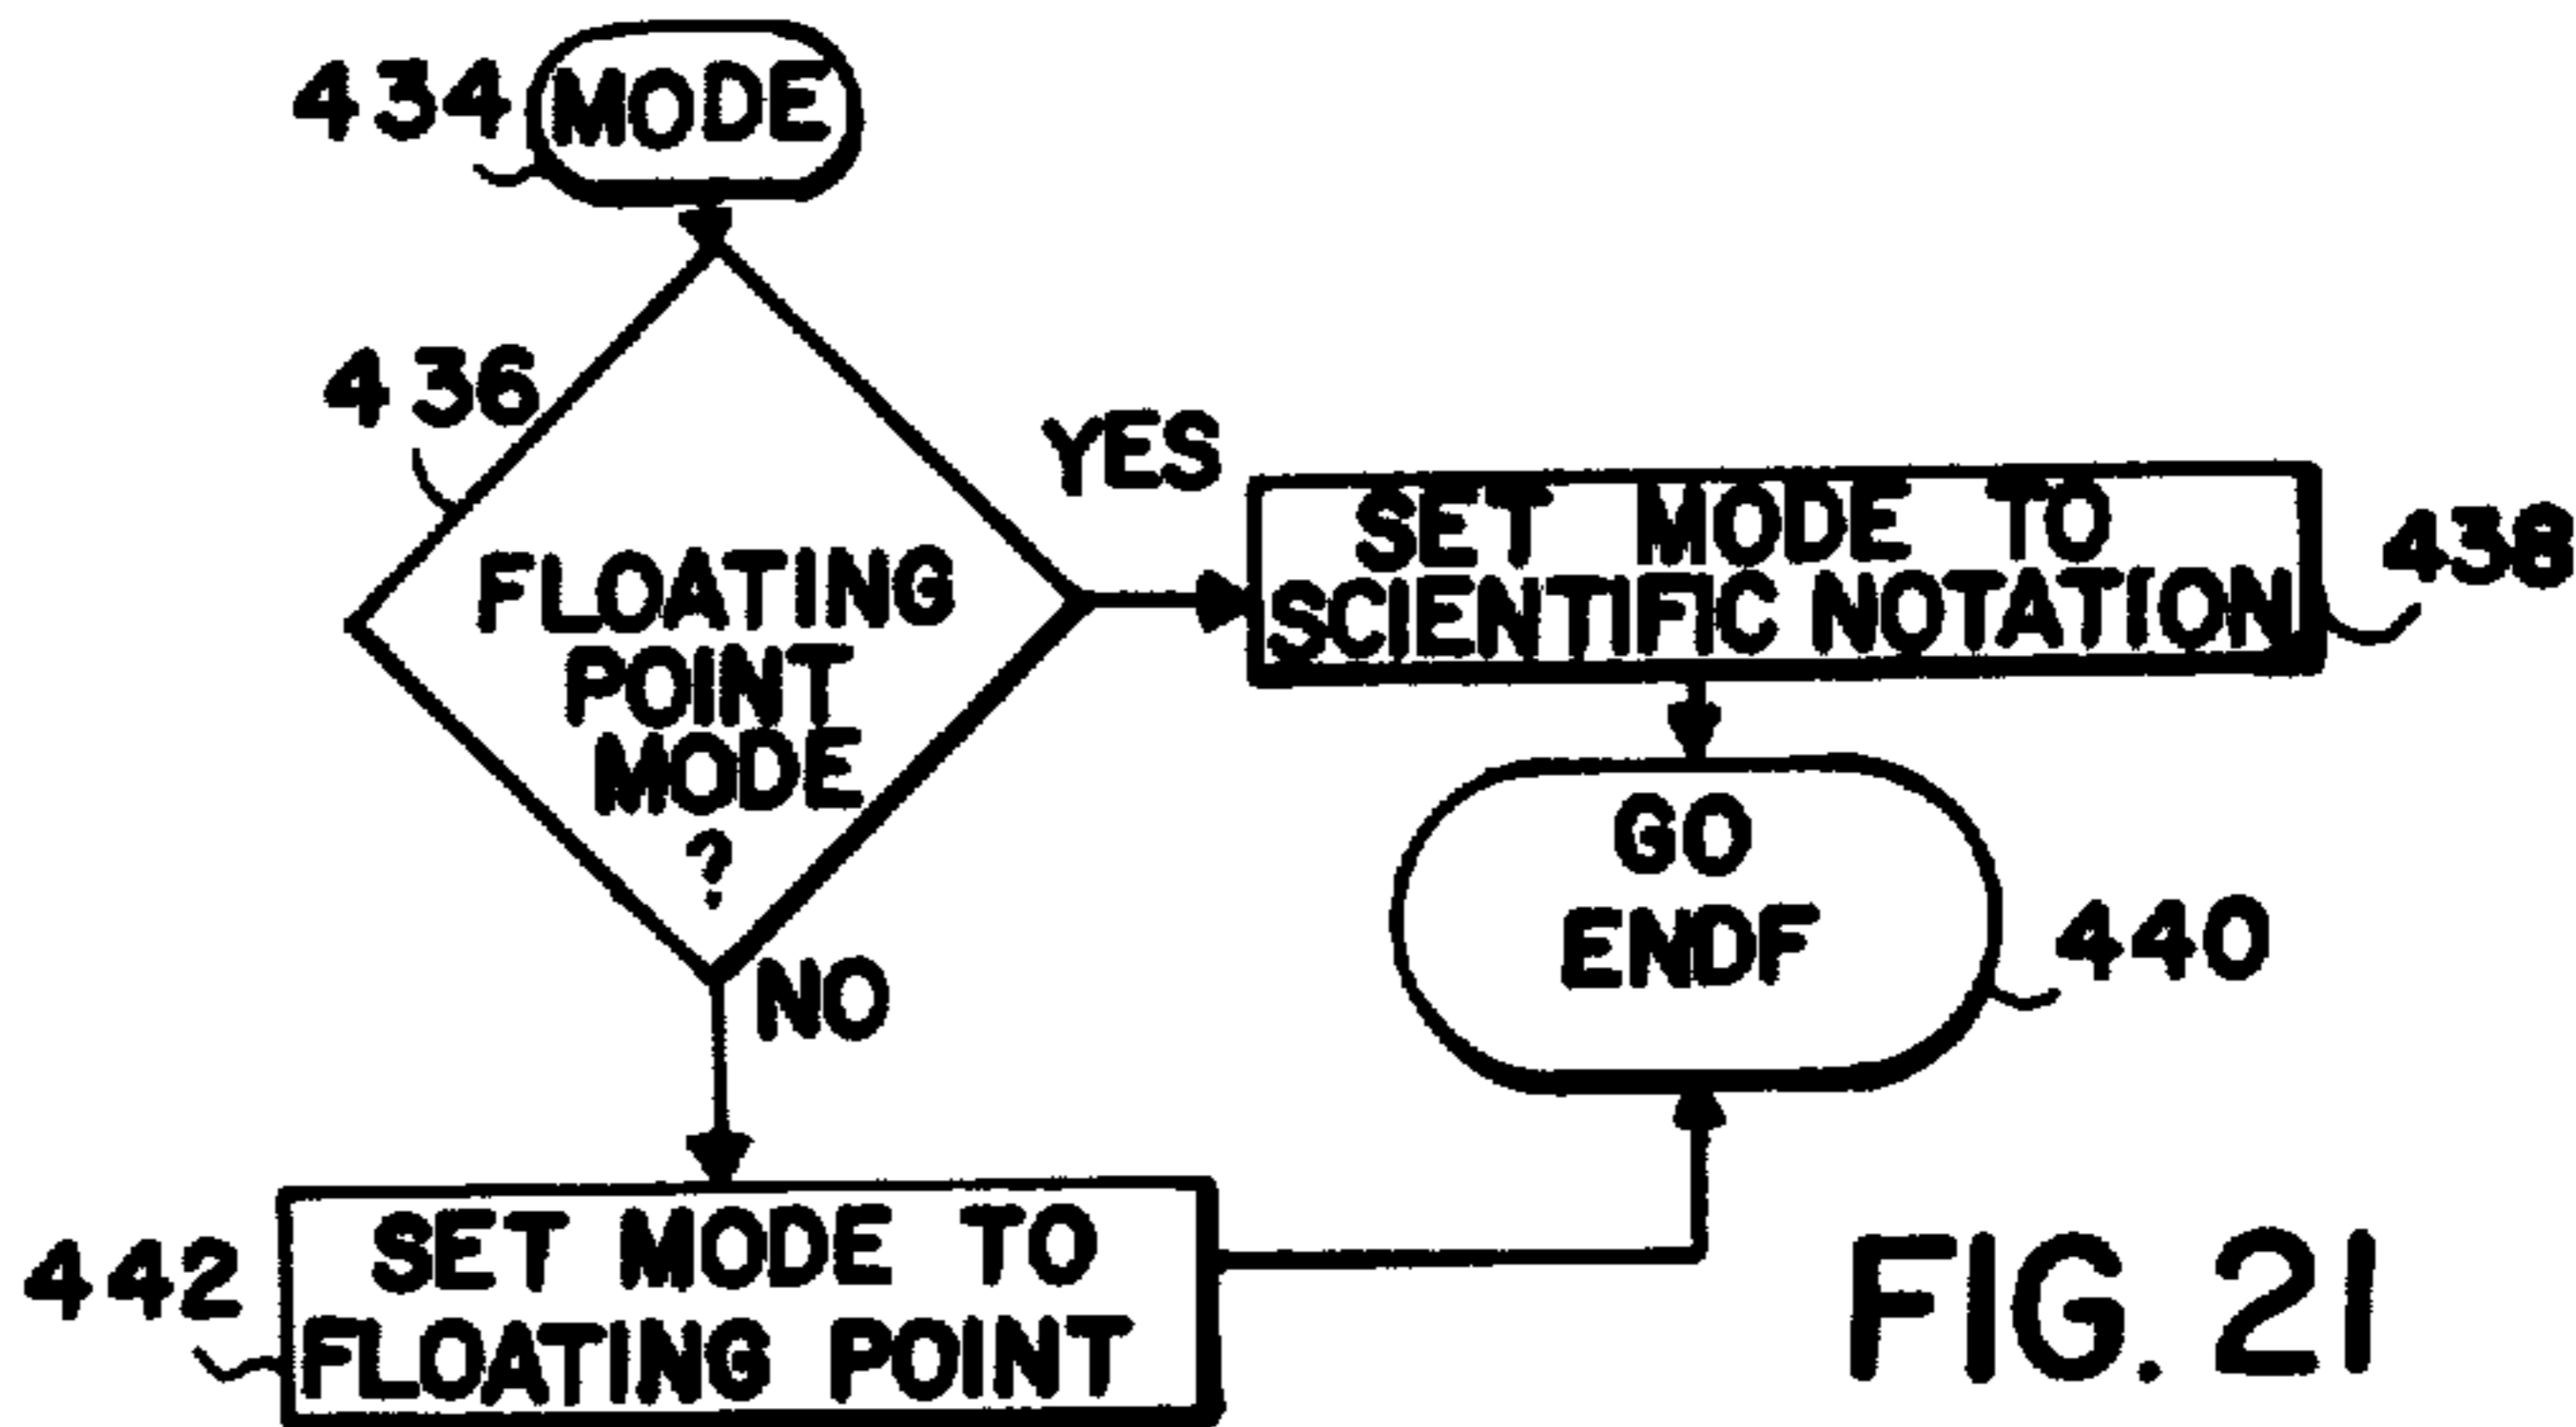 434 MODE
436
FLOATING
POINT
MODE
?
YES
SET MODE TO
SCIENTIFIC NOTATION
438
GO
ENDF
440
NO
442
SET MODE TO
FLOATING POINT
FIG. 21